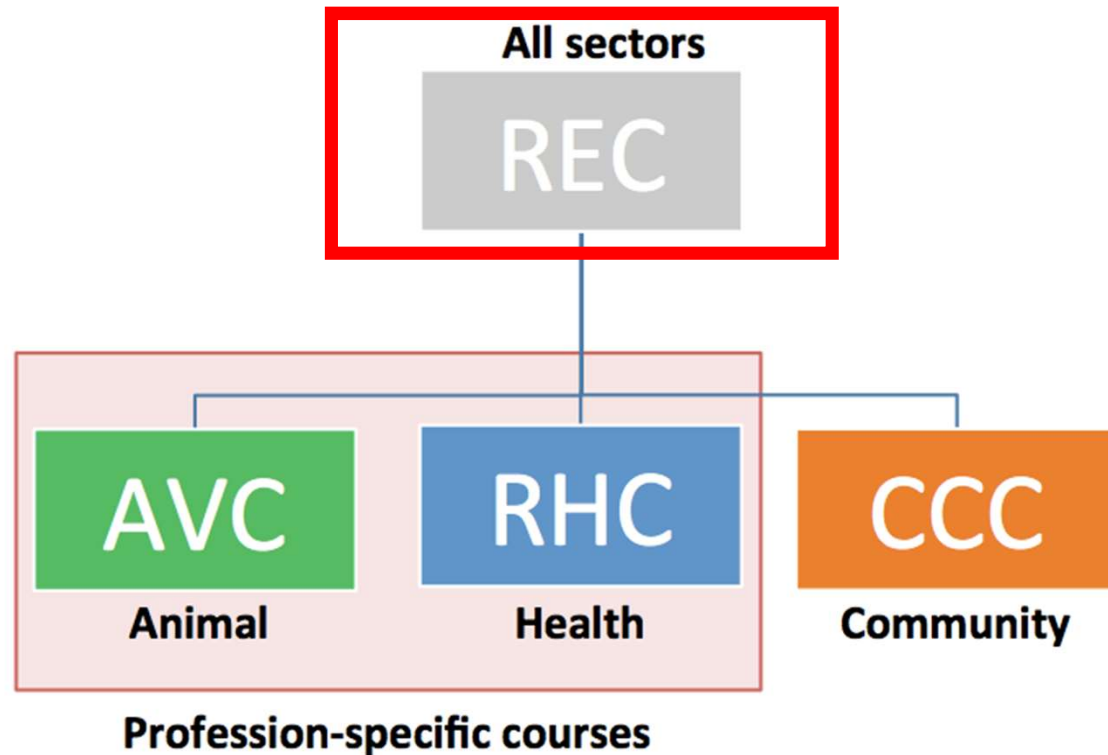 All sectors
REC
AVC
RHC
CCC
Animal
Health
Community
Profession-specific courses